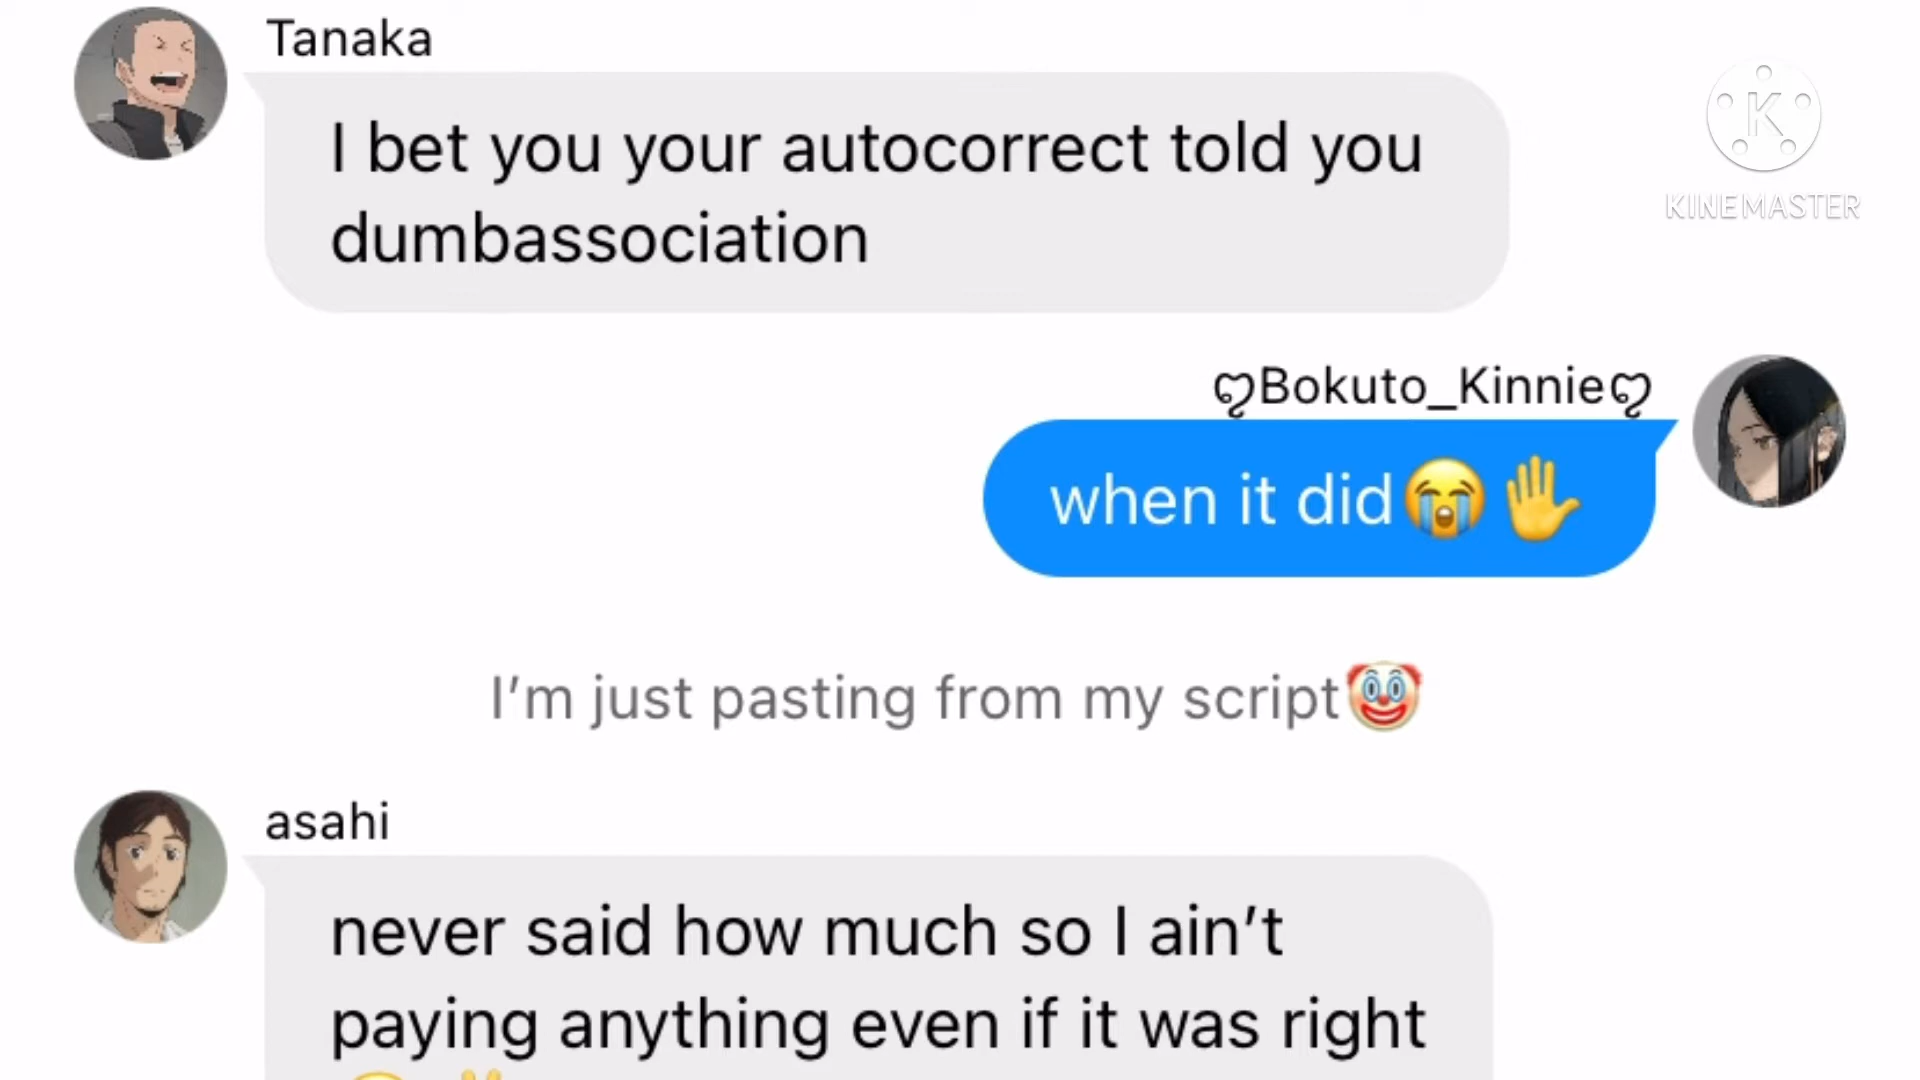 Tanaka
I bet you your autocorrect told you
dumbassociation
K
KINEMASTER
ღBokuto_Kinnieღ
when it did😭✋
I’m just pasting from my script🤡
asahi
never said how much so I ain’t
paying anything even if it was right